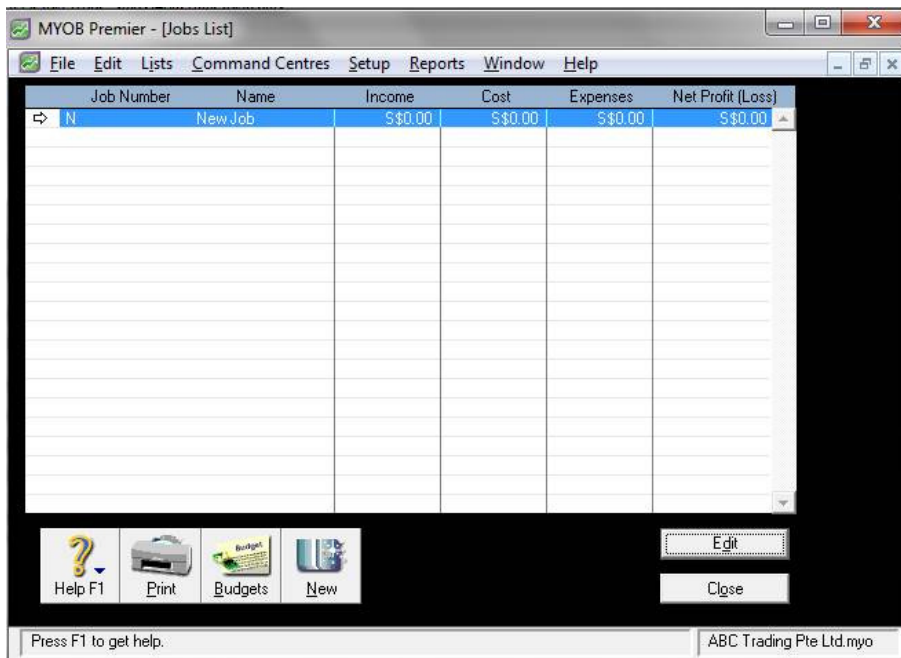 MYOB Premier - [Jobs List]
File Edit Lists Command Centres Setup Reports Window Help
Job Number Name Income Cost Expenses Net Profit (Loss)
N New Job S$0.00 S$0.00 S$0.00 S$0.00
Budget
Edit
Help F1 Print Budgets New
Close
Press F1 to get help. ABC Trading Pte Ltd.myo